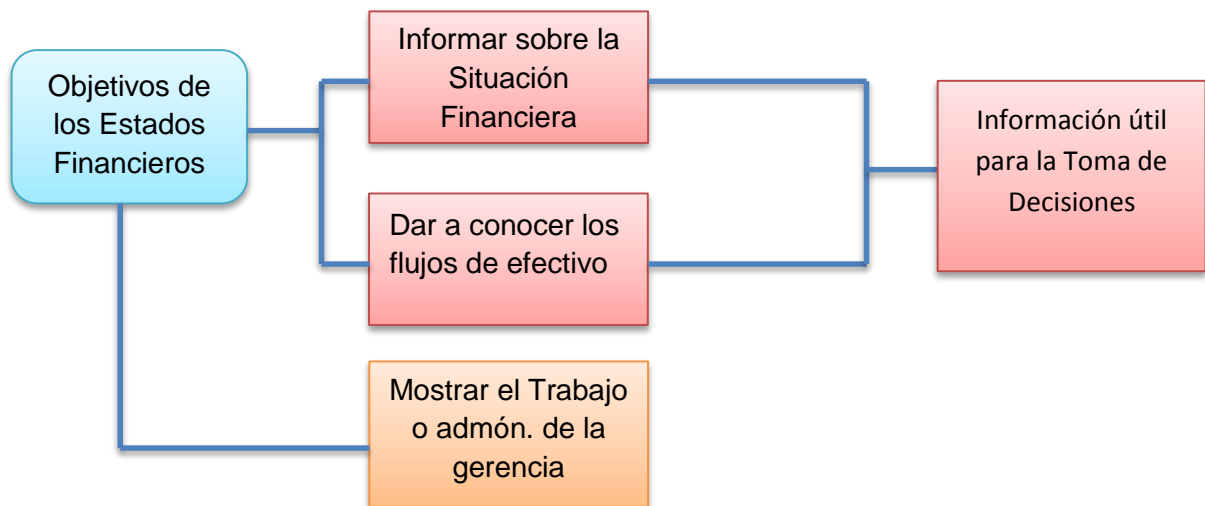 Objetivos de
los Estados
Financieros
Informar sobre la
Situación
Financiera
Dar a conocer los
flujos de efectivo
Mostrar el Trabajo
o admón. de la
gerencia
Información útil
para la Toma de
Decisiones